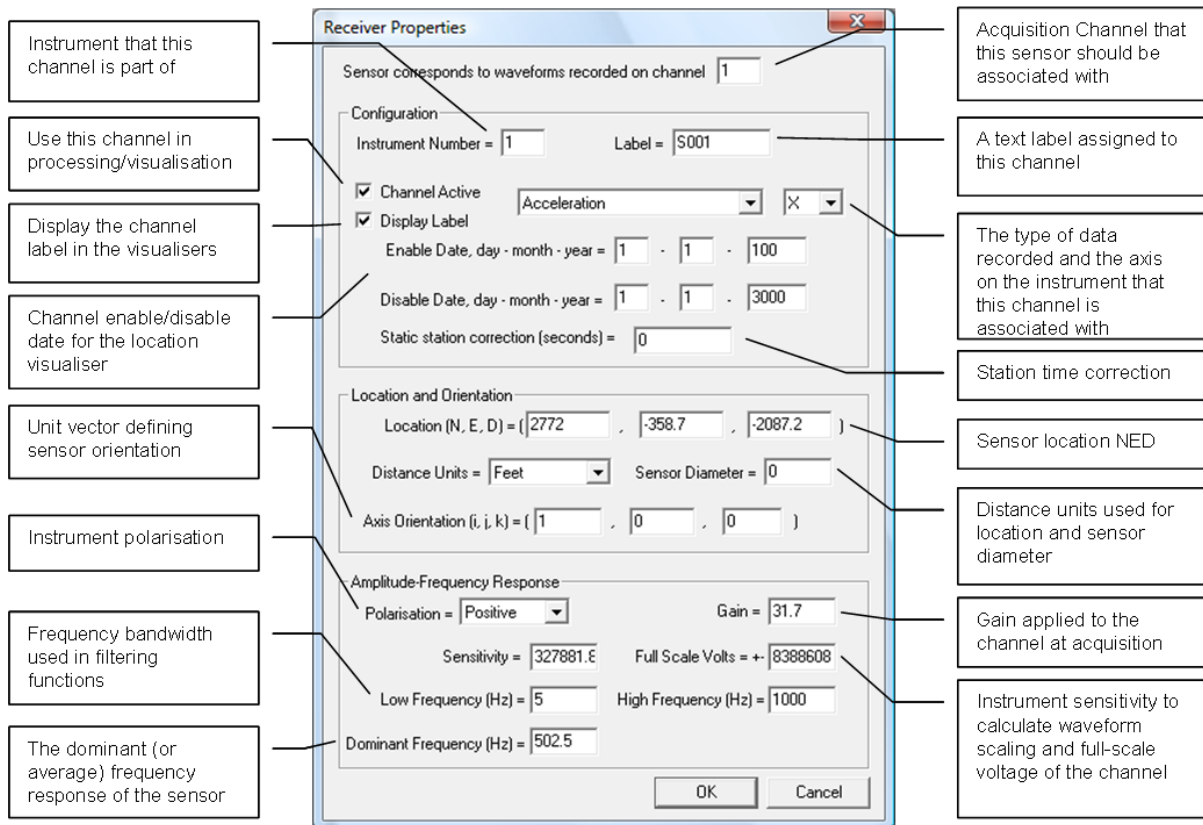 Instrument that this
channel is part of
Use this channel in
processing/visualisation
Display the channel
label in the visualisers
Channel enable/disable
date for the location
visualiser
Unit vector defining
sensor orientation
Instrument polarisation
Frequency bandwidth
used in filtering
functions
The dominant (or
average) frequency
response of the sensor
Receiver Properties
Sensor corresponds to waveforms recorded on channel 1
Configuration
Instrument Number = 1 Label = S001
Channel Active
Acceleration X
Display Label
Enable Date, day - month - year = 1 - 1 - 100
Disable Date, day - month - year = 1 - 1 - 3000
Static station correction (seconds) = 0
Location and Orientation
Location (N, E, D) = ( 2772 , -358.7 , -2087.2 )
Distance Units = Feet Sensor Diameter = 0
Axis Orientation (i, j, k) = ( 1 , 0 , 0 )
Amplitude-Frequency Response
Polarisation = Positive Gain = 31.7
Sensitivity = 327881.8 Full Scale Volts = +- 8388608
Low Frequency (Hz) = 5 High Frequency (Hz) = 1000
Dominant Frequency (Hz) = 502.5
OK Cancel
Acquisition Channel that
this sensor should be
associated with
A text label assigned to
this channel
The type of data
recorded and the axis
on the instrument that
this channel is
associated with
Station time correction
Sensor location NED
Distance units used for
location and sensor
diameter
Gain applied to the
channel at acquisition
Instrument sensitivity to
calculate waveform
scaling and full-scale
voltage of the channel